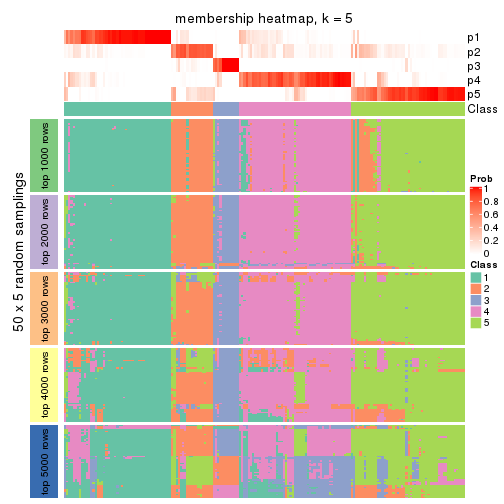 membership heatmap, k = 5
p1
p2
p3
p4
p5
Class
50 x 5 random samplings
top 1000 rows
top 2000 rows
top 3000 rows
top 4000 rows
top 5000 rows
Prob
1
0.8
0.6
0.4
0.2
0
Class
1
2
3
4
5